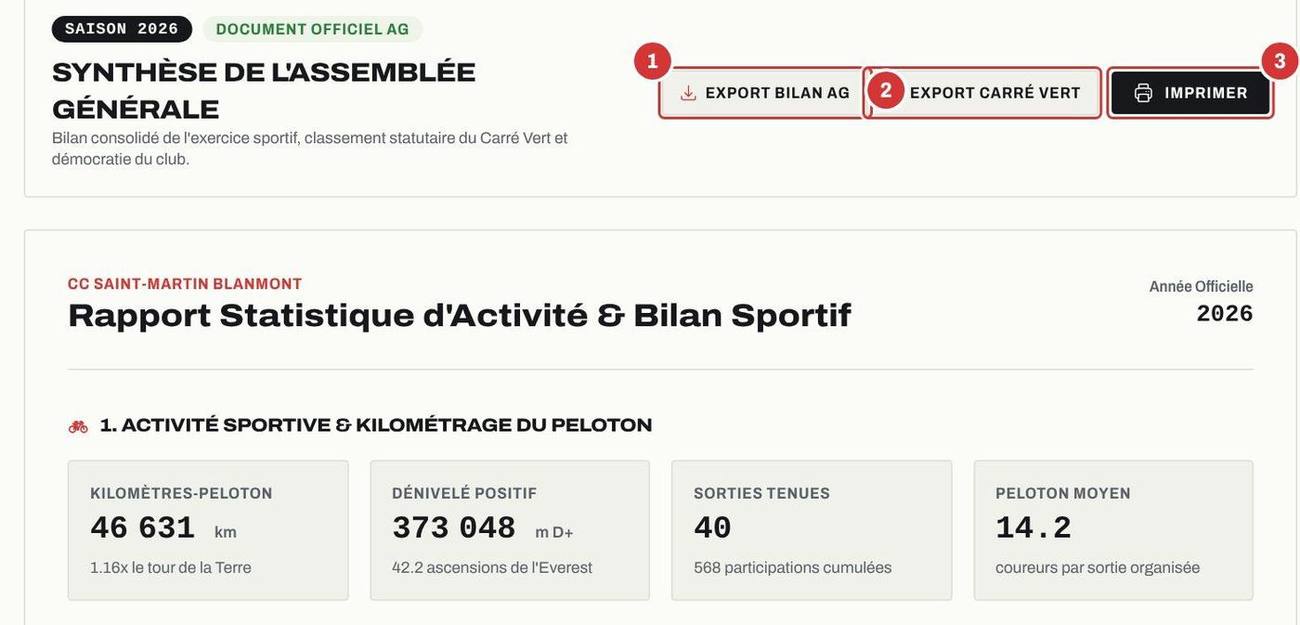 SAISON 2026 DOCUMENT OFFICIEL AG
SYNTHÈSE DE L'ASSEMBLÉE
GÉNÉRALE
Bilan consolidé de l'exercice sportif, classement statutaire du Carré Vert et
démocratie du club.
1 EXPORT BILAN AG 2 EXPORT CARRÉ VERT IMPRIMER 3
CC SAINT-MARTIN BLANMONT
Rapport Statistique d'Activité & Bilan Sportif
Année Officielle
2026
1. ACTIVITÉ SPORTIVE & KILOMÉTRAGE DU PELOTON
KILOMÈTRES-PELOTON
46 631 km
1.16x le tour de la Terre
DÉNIVELÉ POSITIF
373 048 m D+
42.2 ascensions de l'Everest
SORTIES TENUES
40
568 participations cumulées
PELOTON MOYEN
14.2
coureurs par sortie organisée